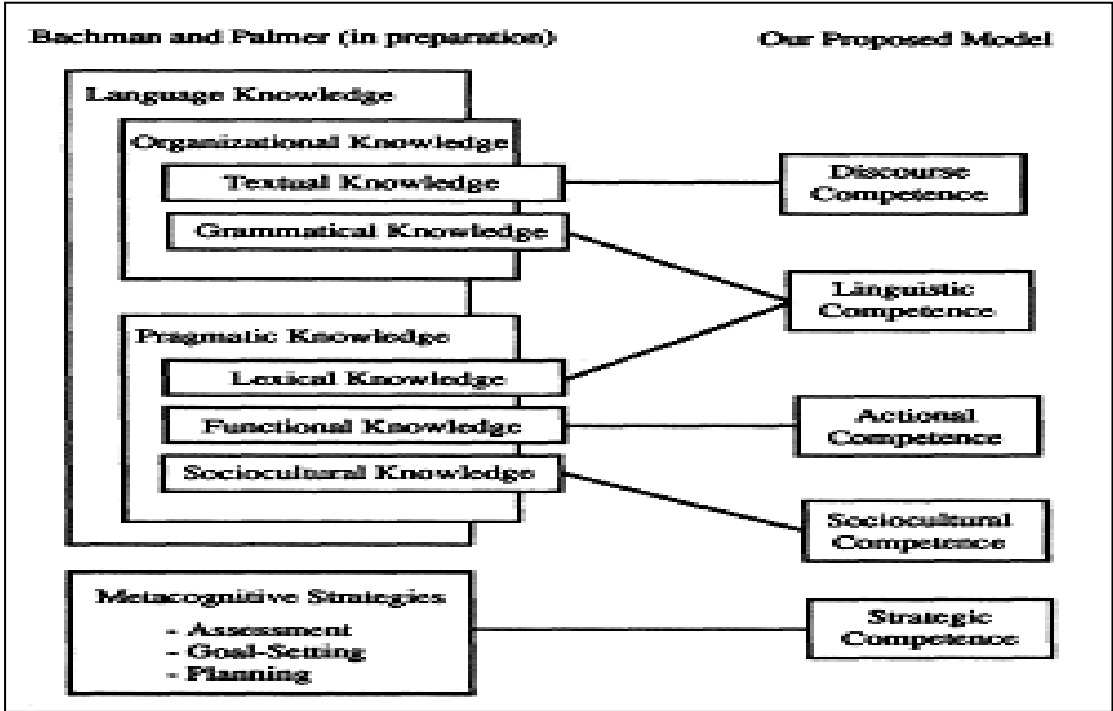 Bachman and Palmer (in preparation)
Our Proposed Model
Language Knowledge
Organizational Knowledge
Textual Knowledge
Grammatical Knowledge
Pragmatic Knowledge
Lexical Knowledge
Functional Knowledge
Sociocultural Knowledge
Metacognitive Strategies
- Assessment
- Goal-Setting
- Planning
Discourse
Competence
Linguistic
Competence
Actional
Competence
Sociocultural
Competence
Strategic
Competence